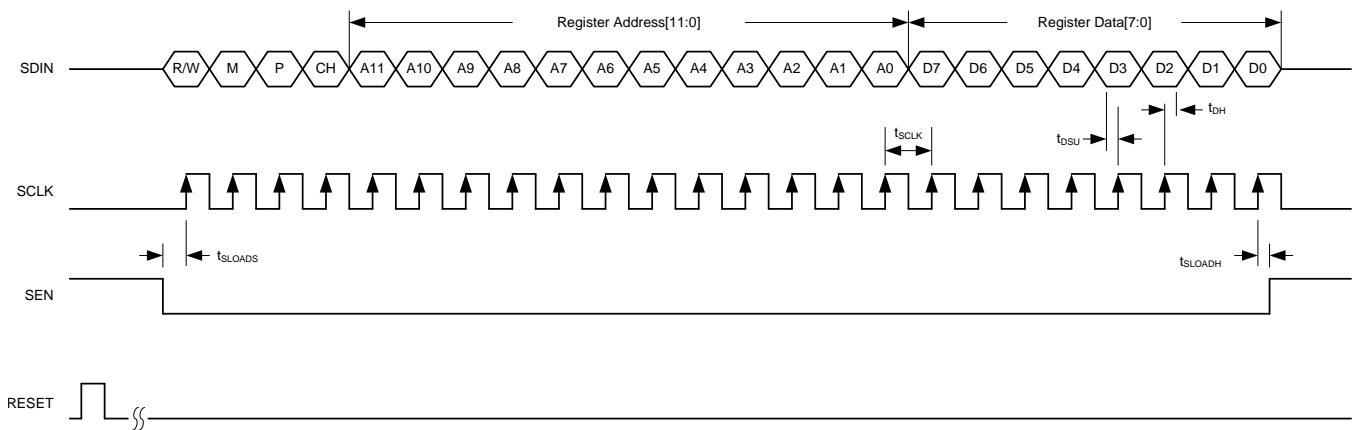 Register Address[11:0] Register Data[7:0]
SDIN R/W M P CH A11 A10 A9 A8 A7 A6 A5 A4 A3 A2 A1 A0 D7 D6 D5 D4 D3 D2 D1 D0
tDH
tSCLK
tDSU
SCLK
tSLOADS tSLOADH
SEN
RESET